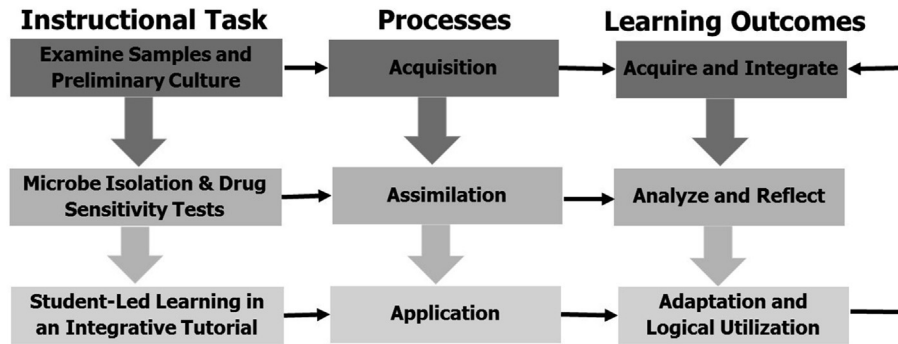 Instructional Task
Processes
Learning Outcomes
Examine Samples and
Preliminary Culture
Acquisition
Acquire and Integrate
Microbe Isolation & Drug
Sensitivity Tests
Assimilation
Analyze and Reflect
Student-Led Learning in
an Integrative Tutorial
Application
Adaptation and
Logical Utilization